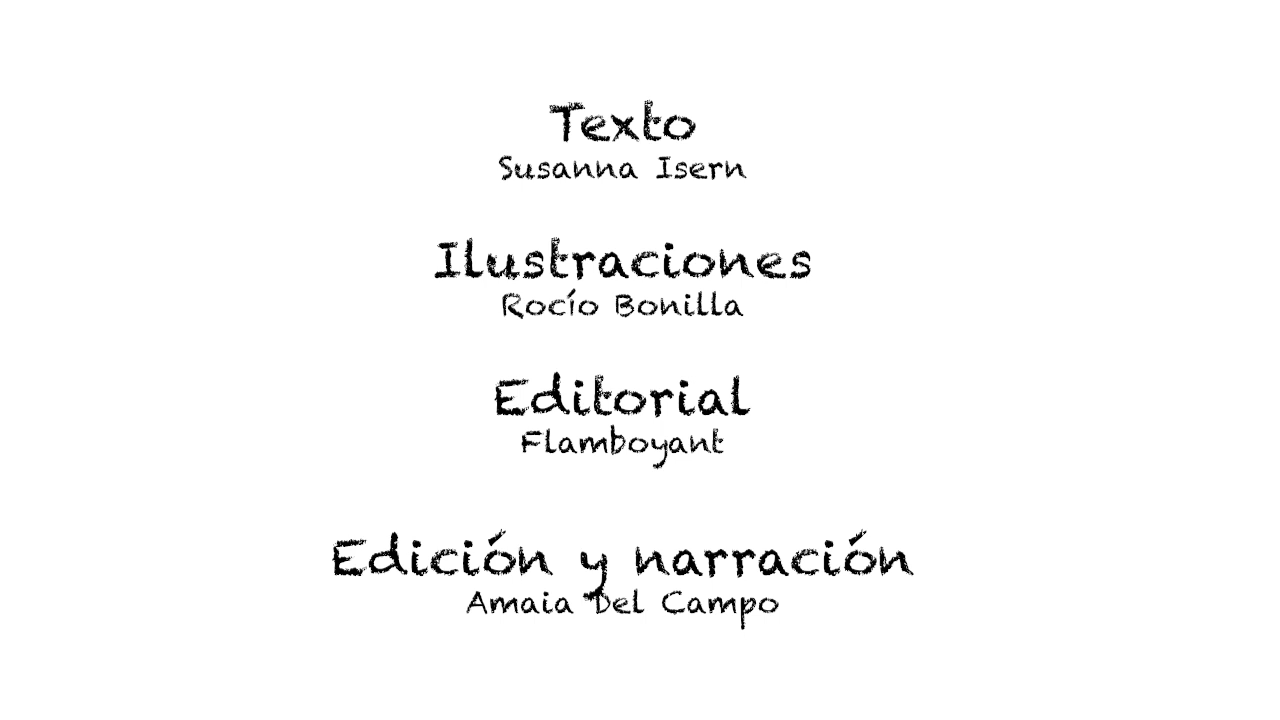 Texto
Susanna Isern
Ilustraciones
Rocío Bonilla
Editorial
Flamboyant
Edición y narración
Amaia Del Campo